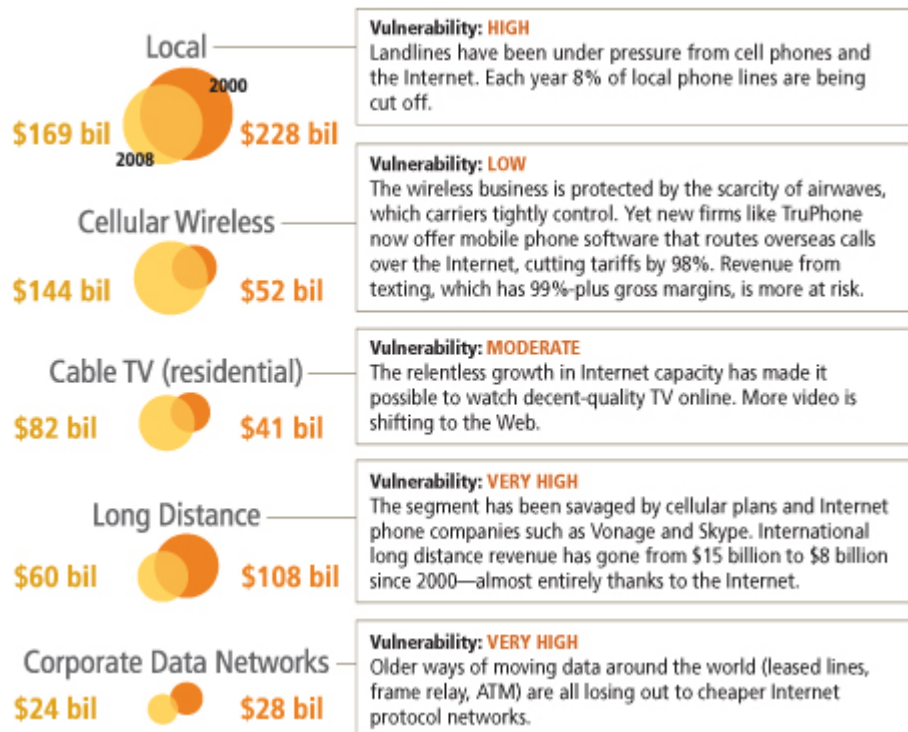 Local
2000
$169 bil
$228 bil
2008
Vulnerability: HIGH
Landlines have been under pressure from cell phones and
the Internet. Each year 8% of local phone lines are being
cut off.
Cellular Wireless
$144 bil
$52 bil
Vulnerability: LOW
The wireless business is protected by the scarcity of airwaves,
which carriers tightly control. Yet new firms like TruPhone
now offer mobile phone software that routes overseas calls
over the Internet, cutting tariffs by 98%. Revenue from
texting, which has 99%-plus gross margins, is more at risk.
Cable TV (residential)
$82 bil
$41 bil
Vulnerability: MODERATE
The relentless growth in Internet capacity has made it
possible to watch decent-quality TV online. More video is
shifting to the Web.
Long Distance
$60 bil
$108 bil
Vulnerability: VERY HIGH
The segment has been savaged by cellular plans and Internet
phone companies such as Vonage and Skype. International
long distance revenue has gone from $15 billion to $8 billion
since 2000—almost entirely thanks to the Internet.
Corporate Data Networks
$24 bil
$28 bil
Vulnerability: VERY HIGH
Older ways of moving data around the world (leased lines,
frame relay, ATM) are all losing out to cheaper Internet
protocol networks.